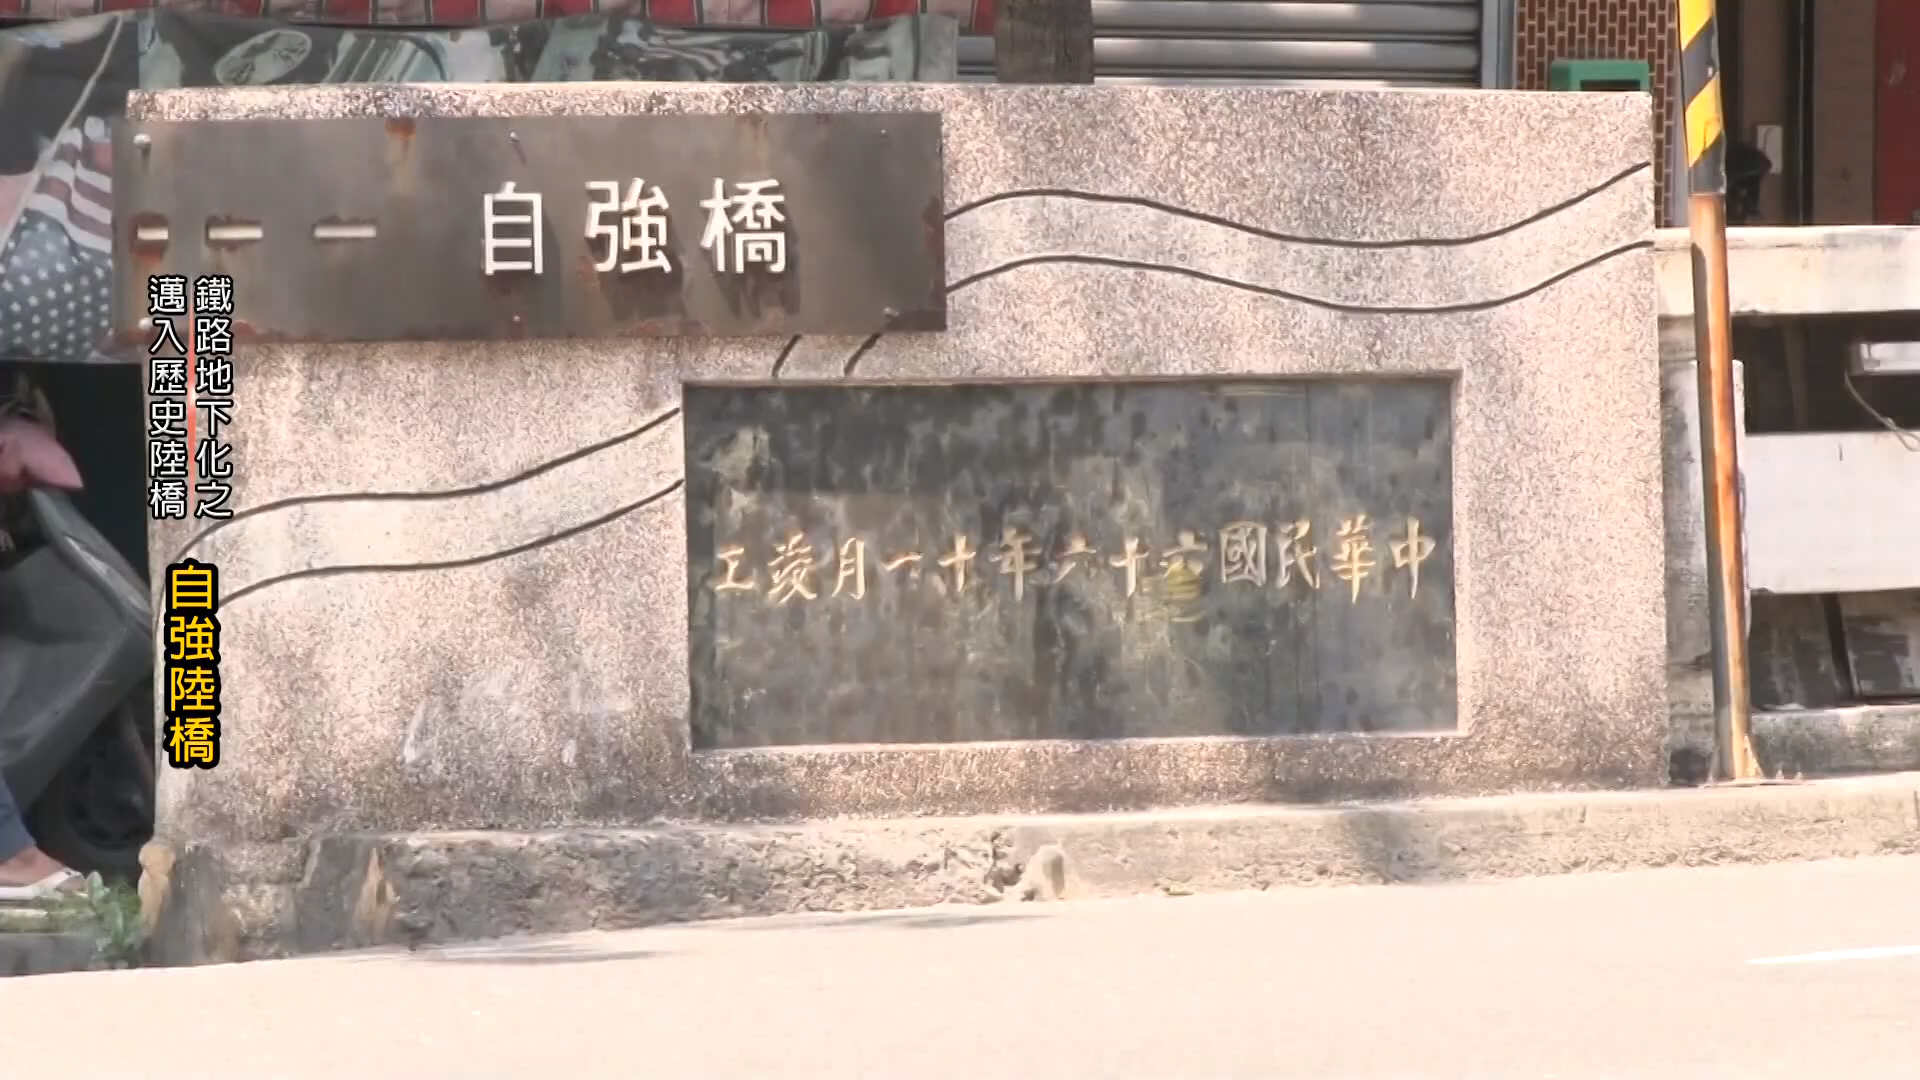 自強橋
中華民國六十六年十一月竣工
鐵路地下化之
邁入歷史陸橋
自強陸橋